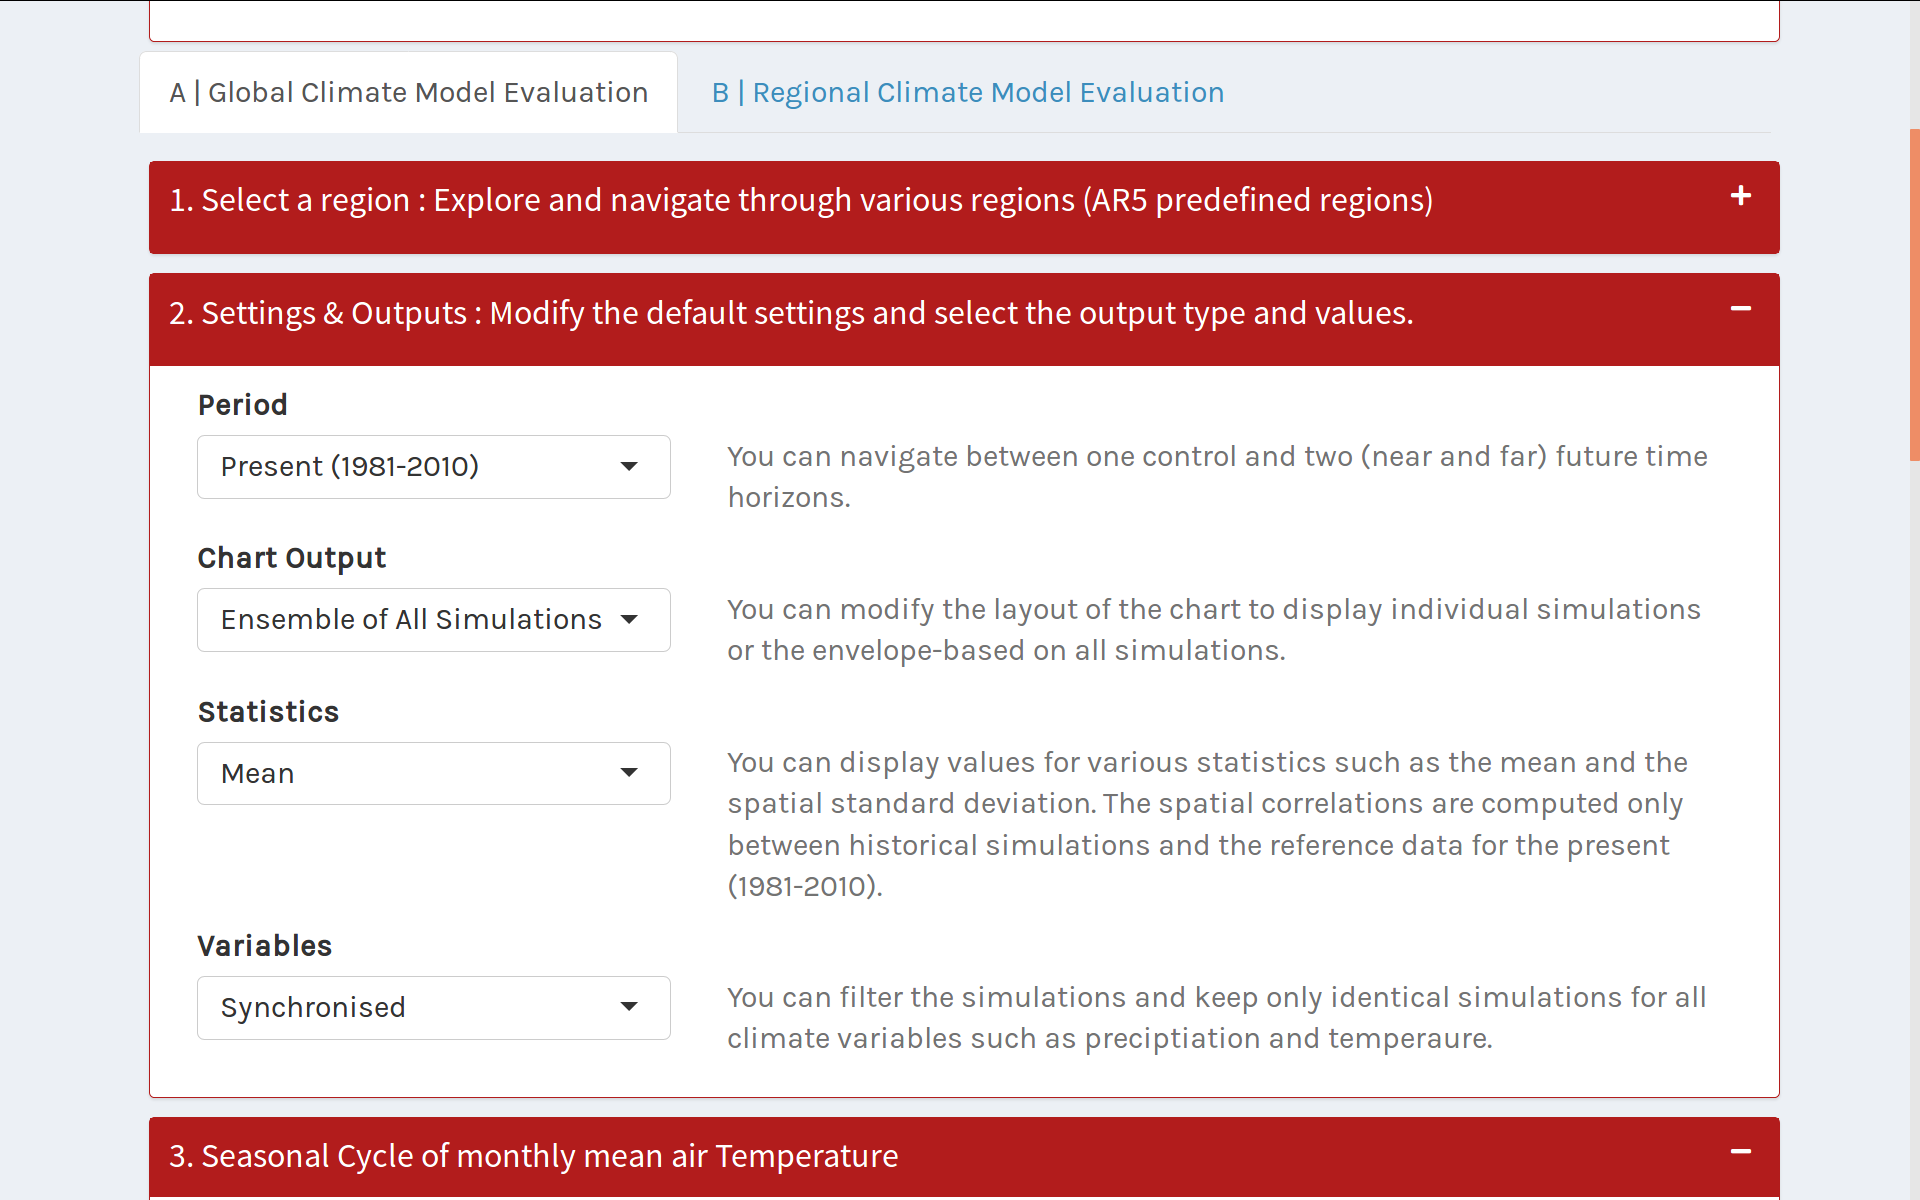 A | Global Climate Model Evaluation
B | Regional Climate Model Evaluation
1. Select a region : Explore and navigate through various regions (AR5 predefined regions)
2. Settings & Outputs : Modify the default settings and select the output type and values.
Period
Present (1981-2010)
You can navigate between one control and two (near and far) future time
horizons.
Chart Output
Ensemble of All Simulations
You can modify the layout of the chart to display individual simulations
or the envelope-based on all simulations.
Statistics
Mean
You can display values for various statistics such as the mean and the
spatial standard deviation. The spatial correlations are computed only
between historical simulations and the reference data for the present
(1981-2010).
Variables
Synchronised
You can filter the simulations and keep only identical simulations for all
climate variables such as preciptiation and temperaure.
3. Seasonal Cycle of monthly mean air Temperature